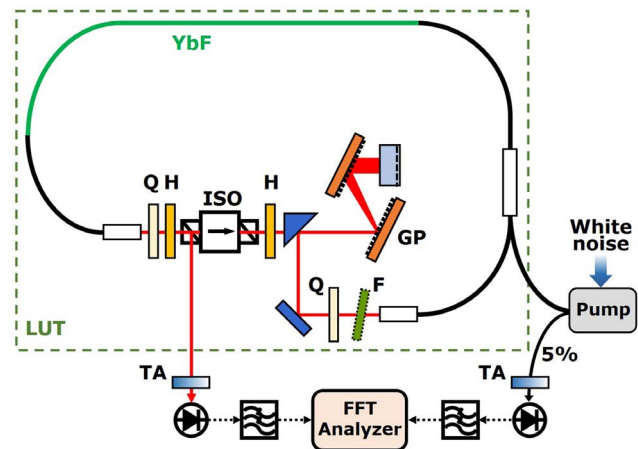 YbF
Q H ISO H
GP
White
noise
Q F
Pump
LUT
5%
TA
TA
FFT
Analyzer